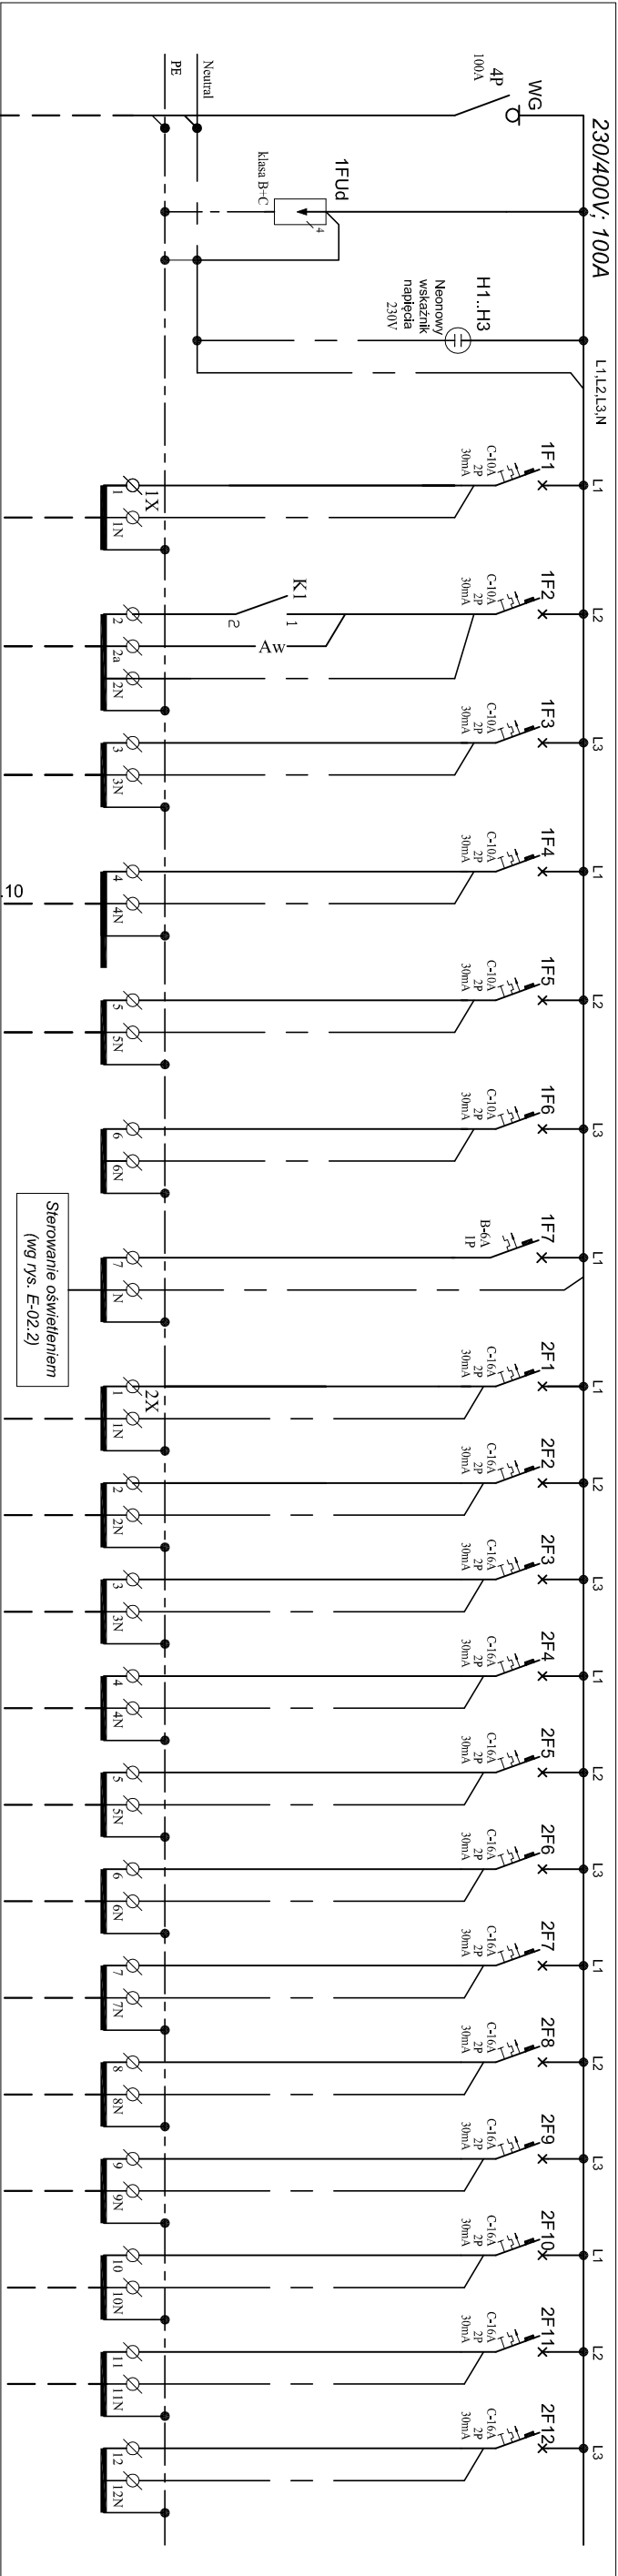 230/400V; 100A
WG
4P
100A
Neutral
PE
1FUd
klasa B+C
4
H1..H3
Neonowy
wskaźnik
napięcia
230V
L1,L2,L3,N
L1
1F1
C-10A
2P
30mA
1X
1
1N
L2
1F2
C-10A
2P
30mA
K1
1
2
Aw
2
2a
2N
L3
1F3
C-10A
2P
30mA
3
3N
L1
1F4
C-10A
2P
30mA
4
4N
.10
L2
1F5
C-10A
2P
30mA
5
5N
L3
1F6
C-10A
2P
30mA
6
6N
L1
1F7
B-6A
1P
7
N
Sterowanie oświetleniem
(wg rys. E-02.2)
L1
2F1
C-16A
2P
30mA
2X
1
1N
L2
2F2
C-16A
2P
30mA
2
2N
L3
2F3
C-16A
2P
30mA
3
3N
L1
2F4
C-16A
2P
30mA
4
4N
L2
2F5
C-16A
2P
30mA
5
5N
L3
2F6
C-16A
2P
30mA
6
6N
L1
2F7
C-16A
2P
30mA
7
7N
L2
2F8
C-16A
2P
30mA
8
8N
L3
2F9
C-16A
2P
30mA
9
9N
L1
2F10
C-16A
2P
30mA
10
10N
L2
2F11
C-16A
2P
30mA
11
11N
L3
2F12
C-16A
2P
30mA
12
12N